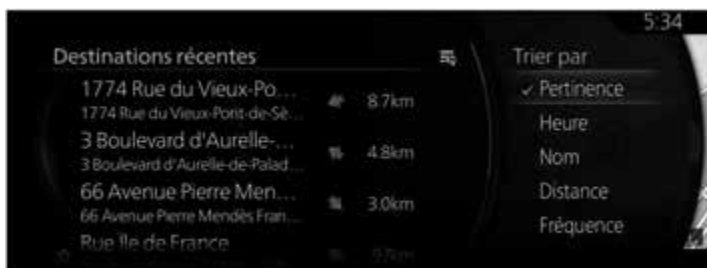 5:34
Destinations récentes
1774 Rue du Vieux-Po...
1774 Rue du Vieux-Pont-de-Sè...
8.7km
3 Boulevard d'Aurelle-...
3 Boulevard d'Aurelle-de-Palad...
4.8km
66 Avenue Pierre Men...
66 Avenue Pierre Mendès Fran...
3.0km
Rue Île de France
Trier par
Pertinence
Heure
Nom
Distance
Fréquence